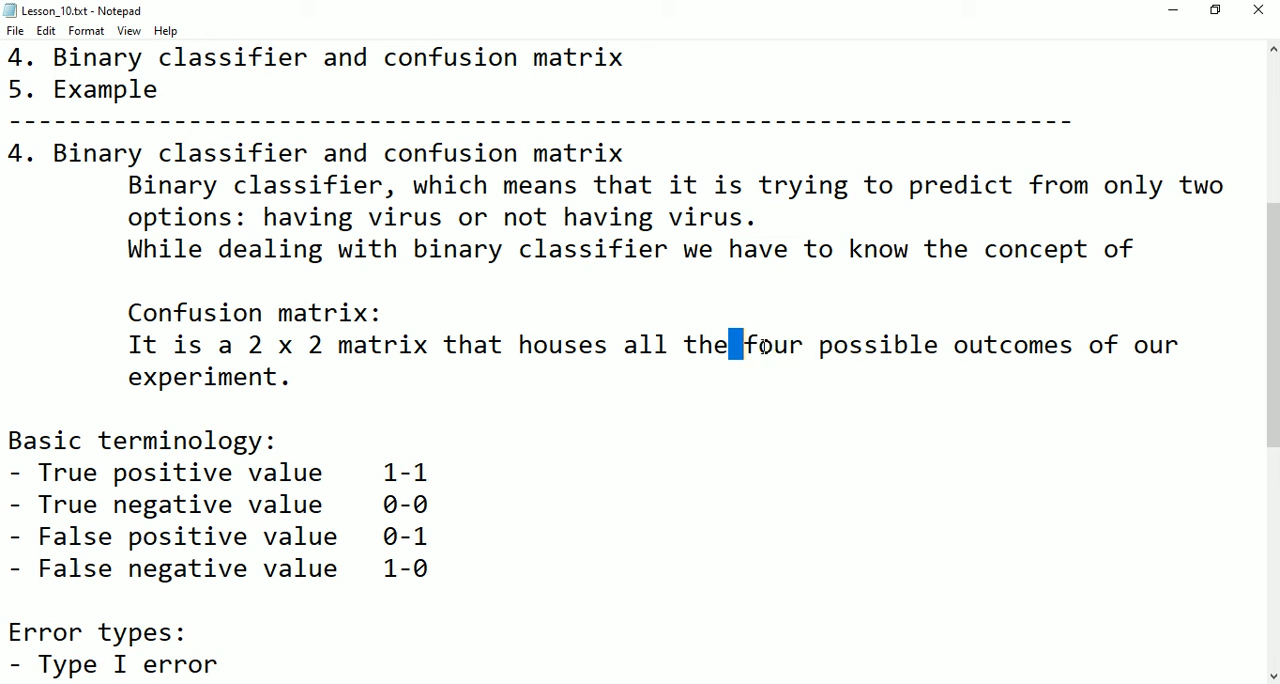 Lesson_10.txt - Notepad
File Edit Format View Help
4. Binary classifier and confusion matrix
5. Example
-----------------------------------------------------------------------
4. Binary classifier and confusion matrix
Binary classifier, which means that it is trying to predict from only two
options: having virus or not having virus.
While dealing with binary classifier we have to know the concept of
Confusion matrix:
It is a 2 x 2 matrix that houses all the four possible outcomes of our
experiment.
Basic terminology:
- True positive value 1-1
- True negative value 0-0
- False positive value 0-1
- False negative value 1-0
Error types:
- Type I error